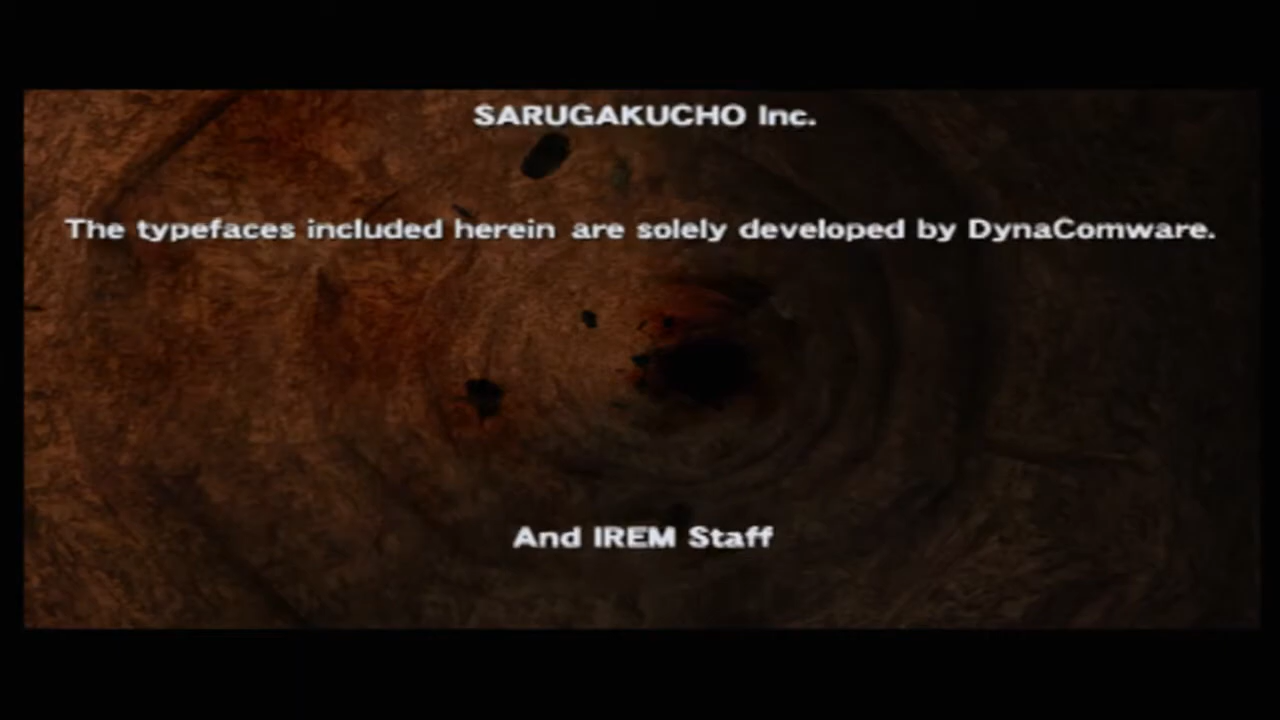 SARUGAKUCHO Inc.
The typefaces included herein are solely developed by DynaComware.
And IREM Staff